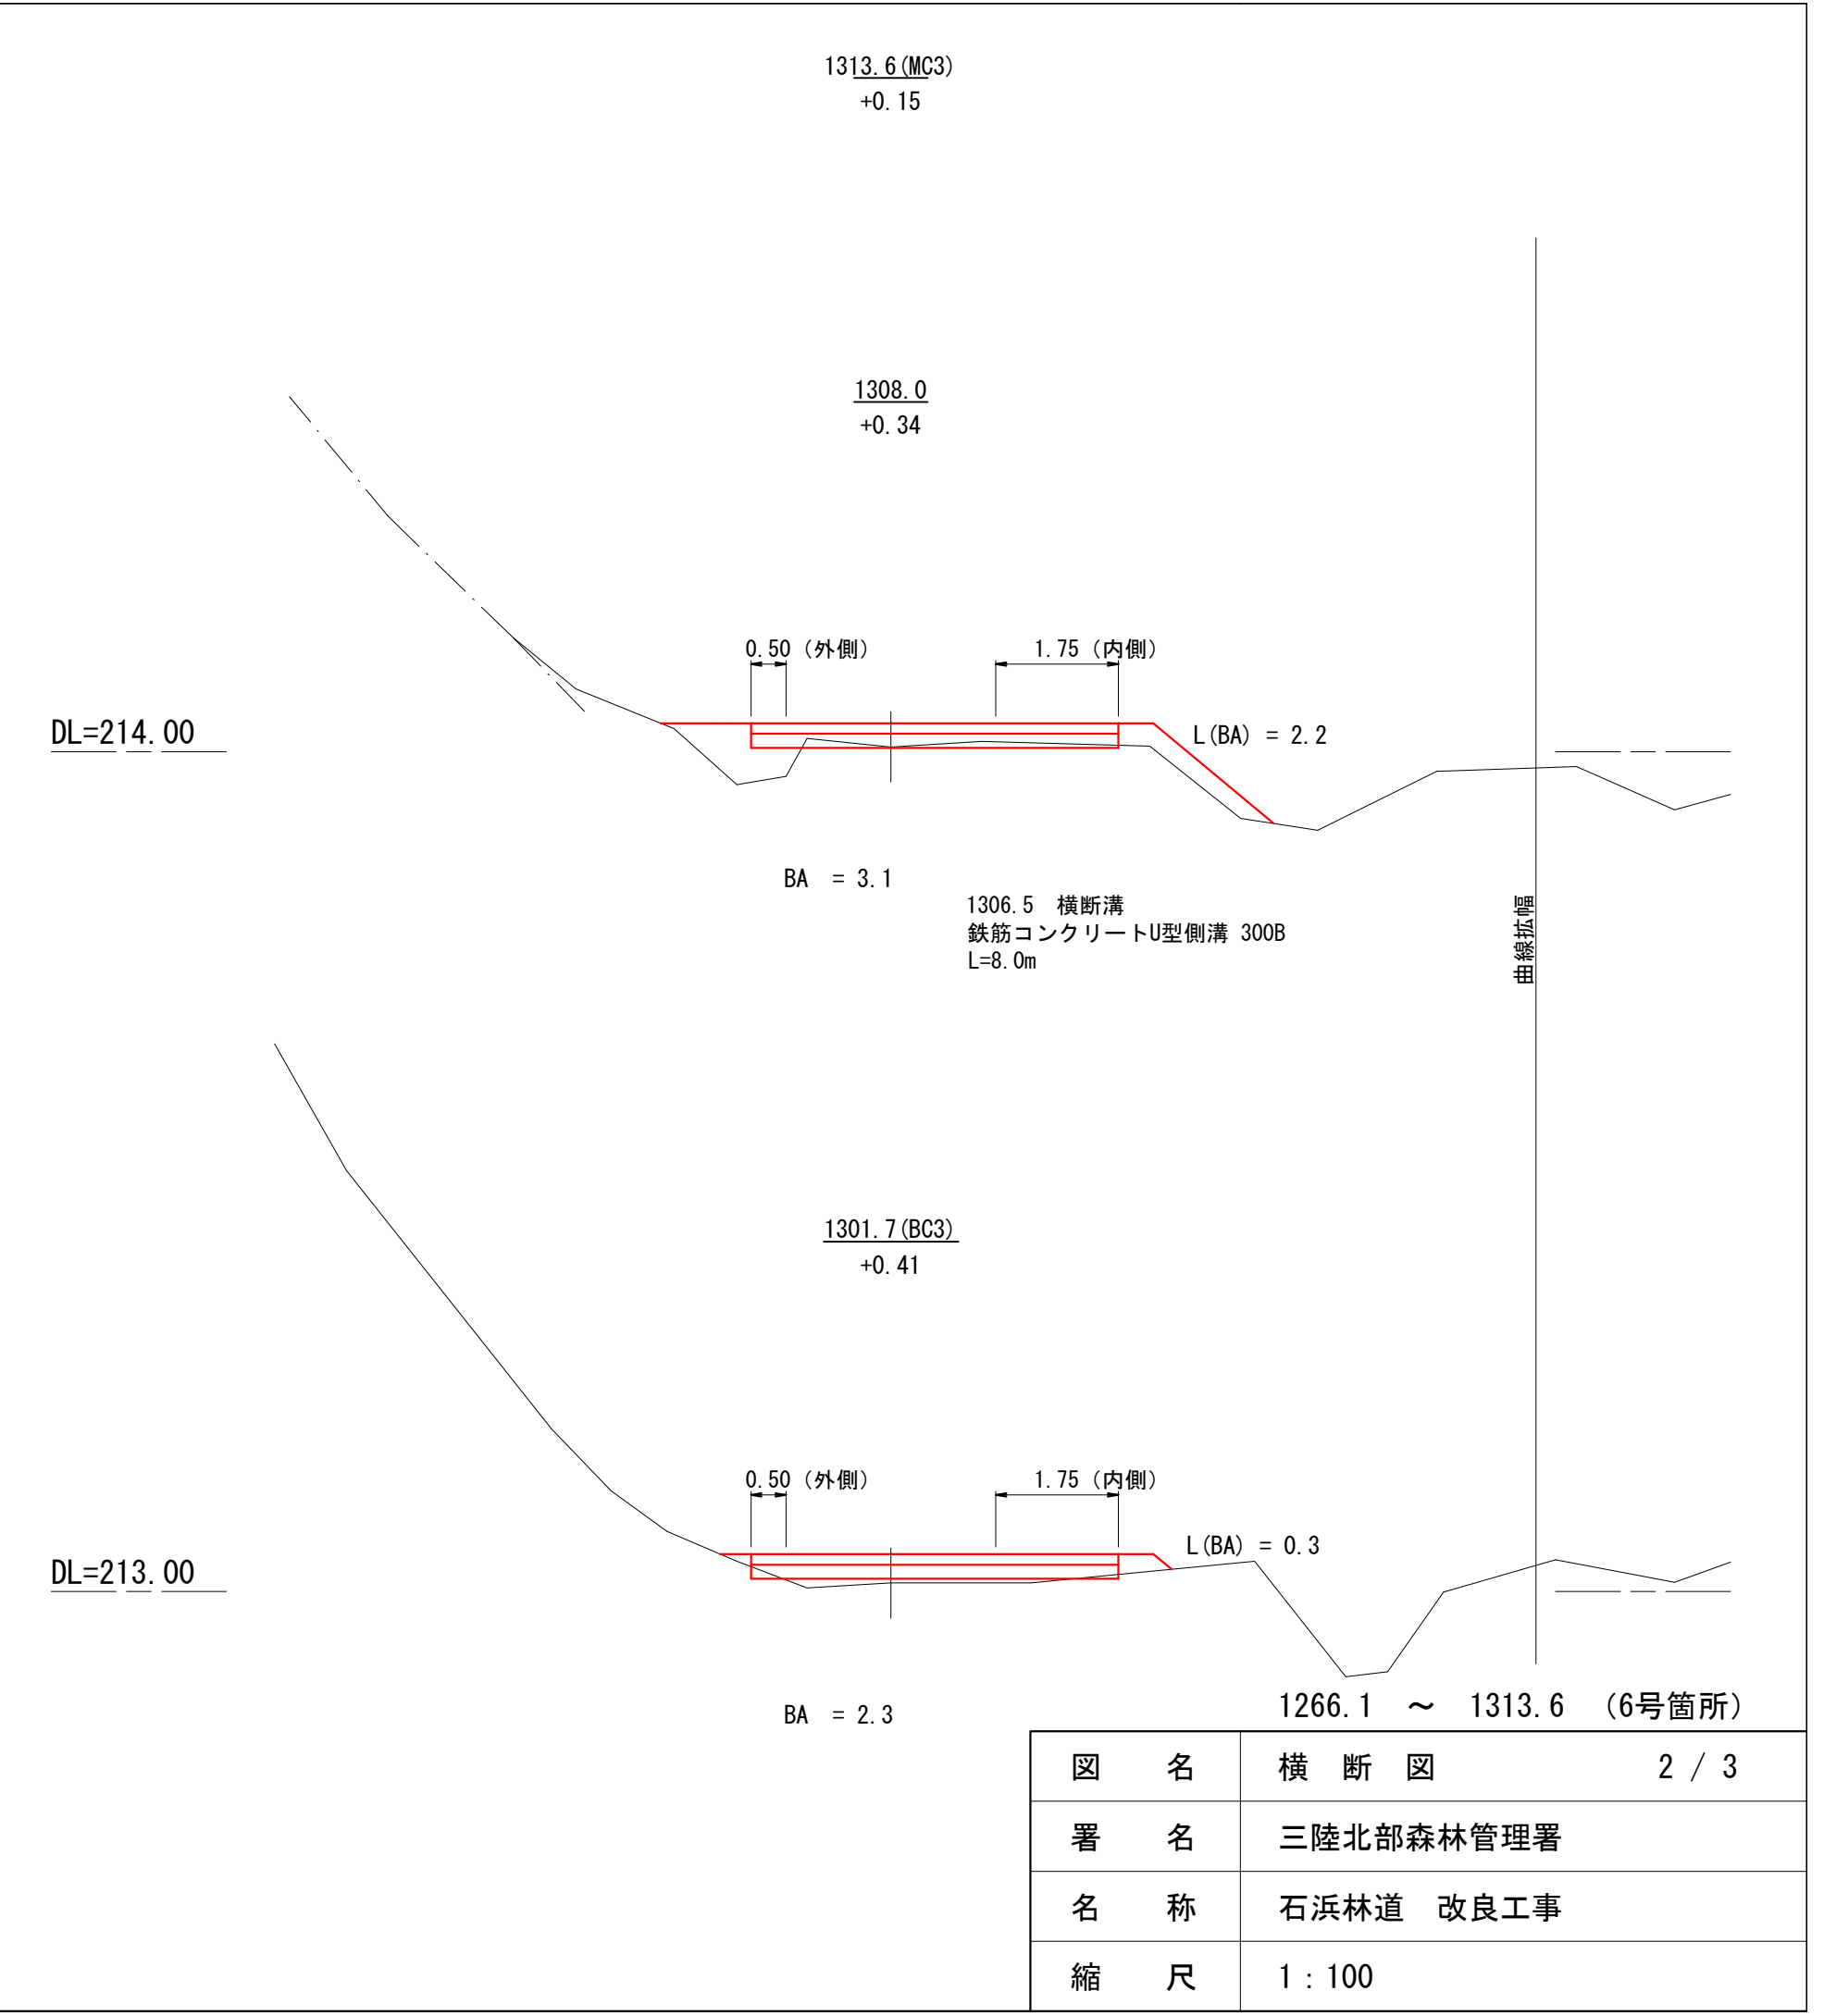 1313.6(MC3)
+0.15
1308.0
+0.34
0.50（外側）
1.75（内側）
DL=214.00
L(BA) = 2.2
BA = 3.1
1306.5 横断溝
鉄筋コンクリートU型側溝 300B
L=8.0m
曲線拡幅
1301.7(BC3)
+0.41
0.50（外側）
1.75（内側）
L(BA) = 0.3
DL=213.00
BA = 2.3
1266.1 ～ 1313.6 （6号箇所）
図名 横断図 2 / 3
署名 三陸北部森林管理署
名称 石浜林道 改良工事
縮尺 1：100